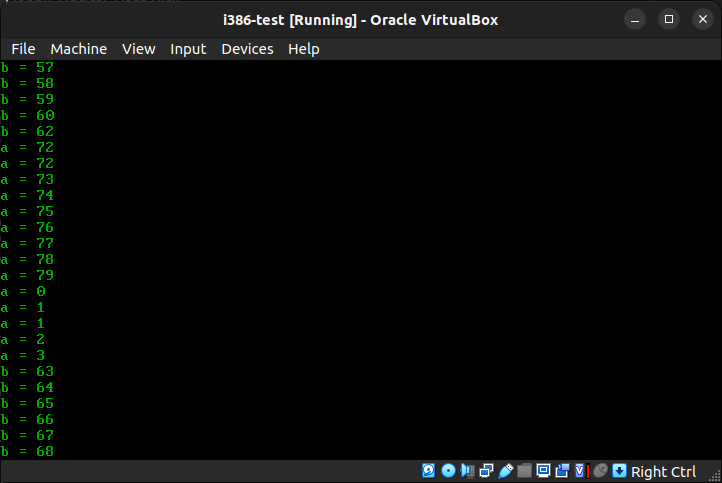 i386-test [Running] - Oracle VirtualBox
File Machine View Input Devices Help
b = 57
b = 58
b = 59
b = 60
b = 62
a = 72
a = 72
a = 73
a = 74
a = 75
a = 76
a = 77
a = 78
a = 79
a = 0
a = 1
a = 1
a = 2
a = 3
b = 63
b = 64
b = 65
b = 66
b = 67
b = 68
Right Ctrl